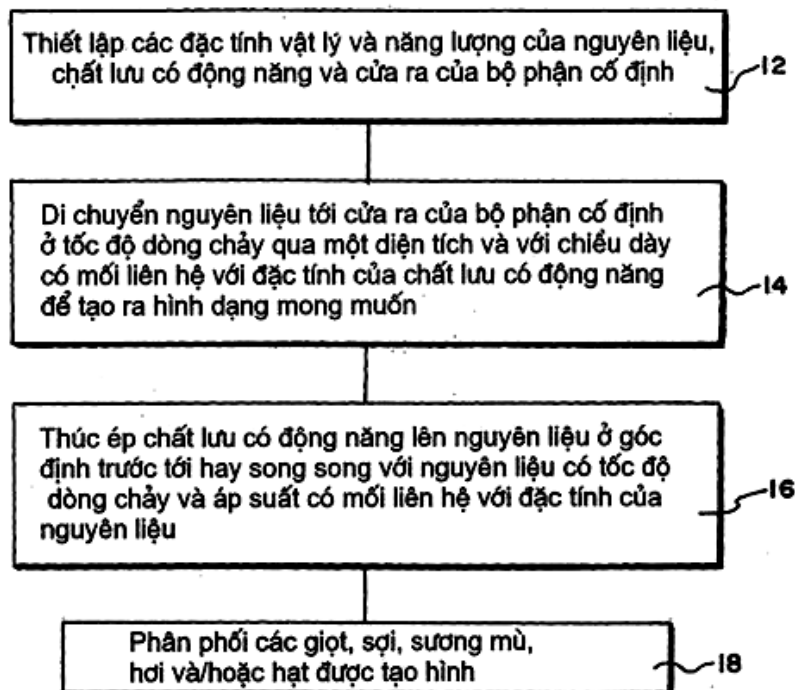 Thiết lập các đặc tính vật lý và năng lượng của nguyên liệu,
chất lưu có động năng và cửa ra của bộ phận cố định
12
Di chuyển nguyên liệu tới cửa ra của bộ phận cố định
ở tốc độ dòng chảy qua một diện tích và với chiều dày
có mối liên hệ với đặc tính của chất lưu có động năng
để tạo ra hình dạng mong muốn
14
Thúc ép chất lưu có động năng lên nguyên liệu ở góc
định trước tới hay song song với nguyên liệu có tốc độ
dòng chảy và áp suất có mối liên hệ với đặc tính của
nguyên liệu
16
Phân phối các giọt, sợi, sương mù,
hơi và/hoặc hạt được tạo hình
18